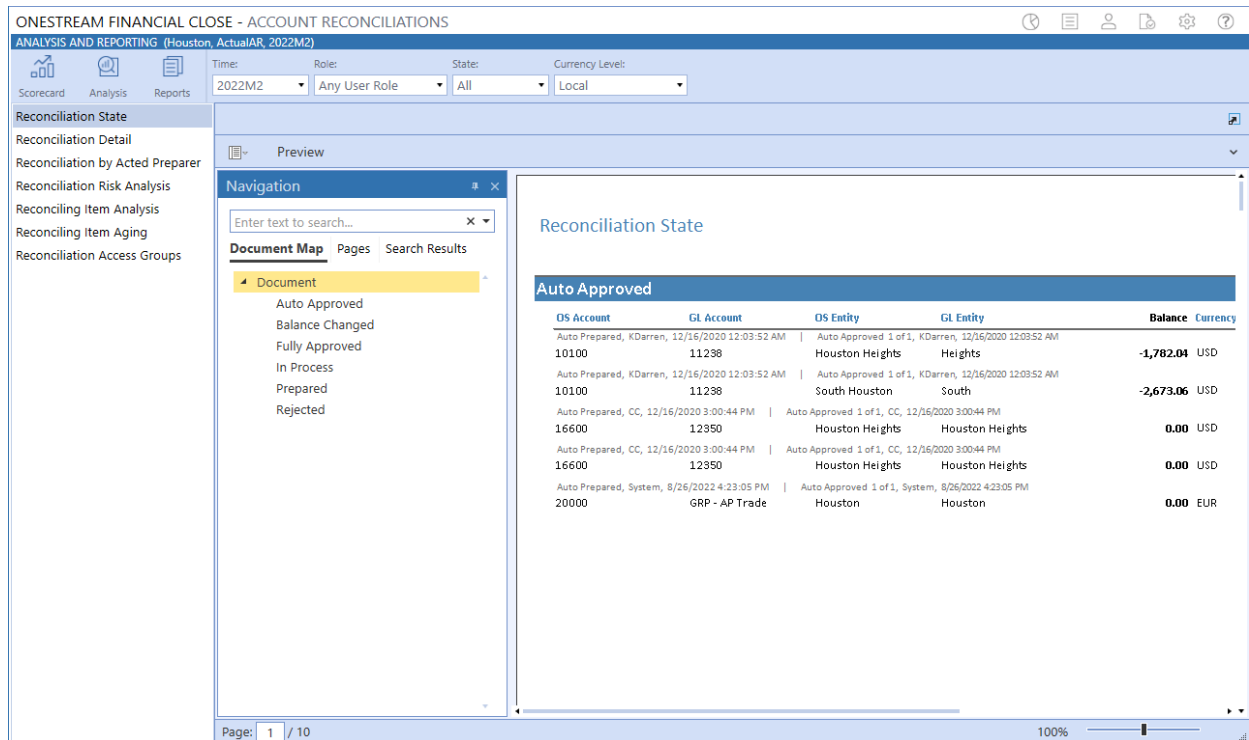 ONESTREAM FINANCIAL CLOSE - ACCOUNT RECONCILIATIONS
ANALYSIS AND REPORTING (Houston, ActualAR, 2022M2)
Scorecard Analysis Reports
Time: Role: State: Currency Level:
2022M2 Any User Role All Local
Reconciliation State
Reconciliation Detail
Reconciliation by Acted Preparer
Reconciliation Risk Analysis
Reconciling Item Analysis
Reconciling Item Aging
Reconciliation Access Groups
Preview
Navigation
Enter text to search...
Document Map Pages Search Results
Document
Auto Approved
Balance Changed
Fully Approved
In Process
Prepared
Rejected
Reconciliation State
Auto Approved
OS Account GL Account OS Entity GL Entity Balance Currency
Auto Prepared, KDarren, 12/16/2020 12:03:52 AM | Auto Approved 1 of 1, KDarren, 12/16/2020 12:03:52 AM
10100 11238 Houston Heights Heights -1,782.04 USD
Auto Prepared, KDarren, 12/16/2020 12:03:52 AM | Auto Approved 1 of 1, KDarren, 12/16/2020 12:03:52 AM
10100 11238 South Houston South -2,673.06 USD
Auto Prepared, CC, 12/16/2020 3:00:44 PM | Auto Approved 1 of 1, CC, 12/16/2020 3:00:44 PM
16600 12350 Houston Heights Houston Heights 0.00 USD
Auto Prepared, CC, 12/16/2020 3:00:44 PM | Auto Approved 1 of 1, CC, 12/16/2020 3:00:44 PM
16600 12350 Houston Heights Houston Heights 0.00 USD
Auto Prepared, System, 8/26/2022 4:23:05 PM | Auto Approved 1 of 1, System, 8/26/2022 4:23:05 PM
20000 GRP - AP Trade Houston Houston 0.00 EUR
Page: 1 / 10 100%